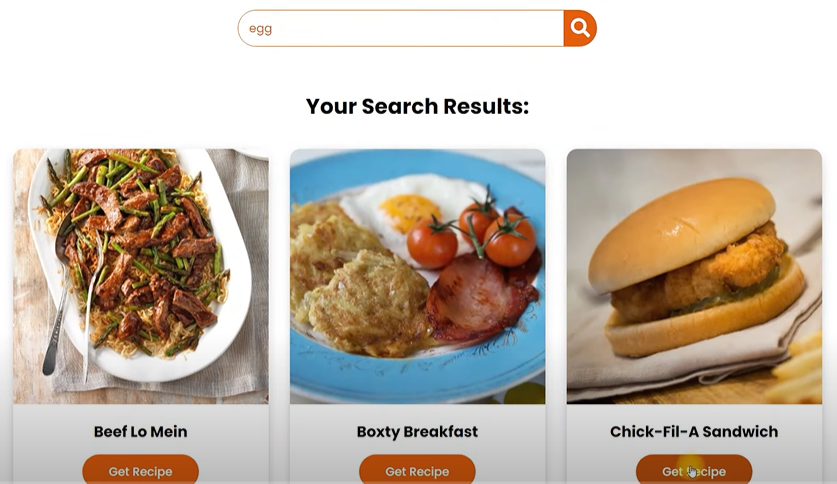 egg
Your Search Results:
Beef Lo Mein
Boxty Breakfast
Chick-Fil-A Sandwich
Get Recipe
Get Recipe
Get Recipe